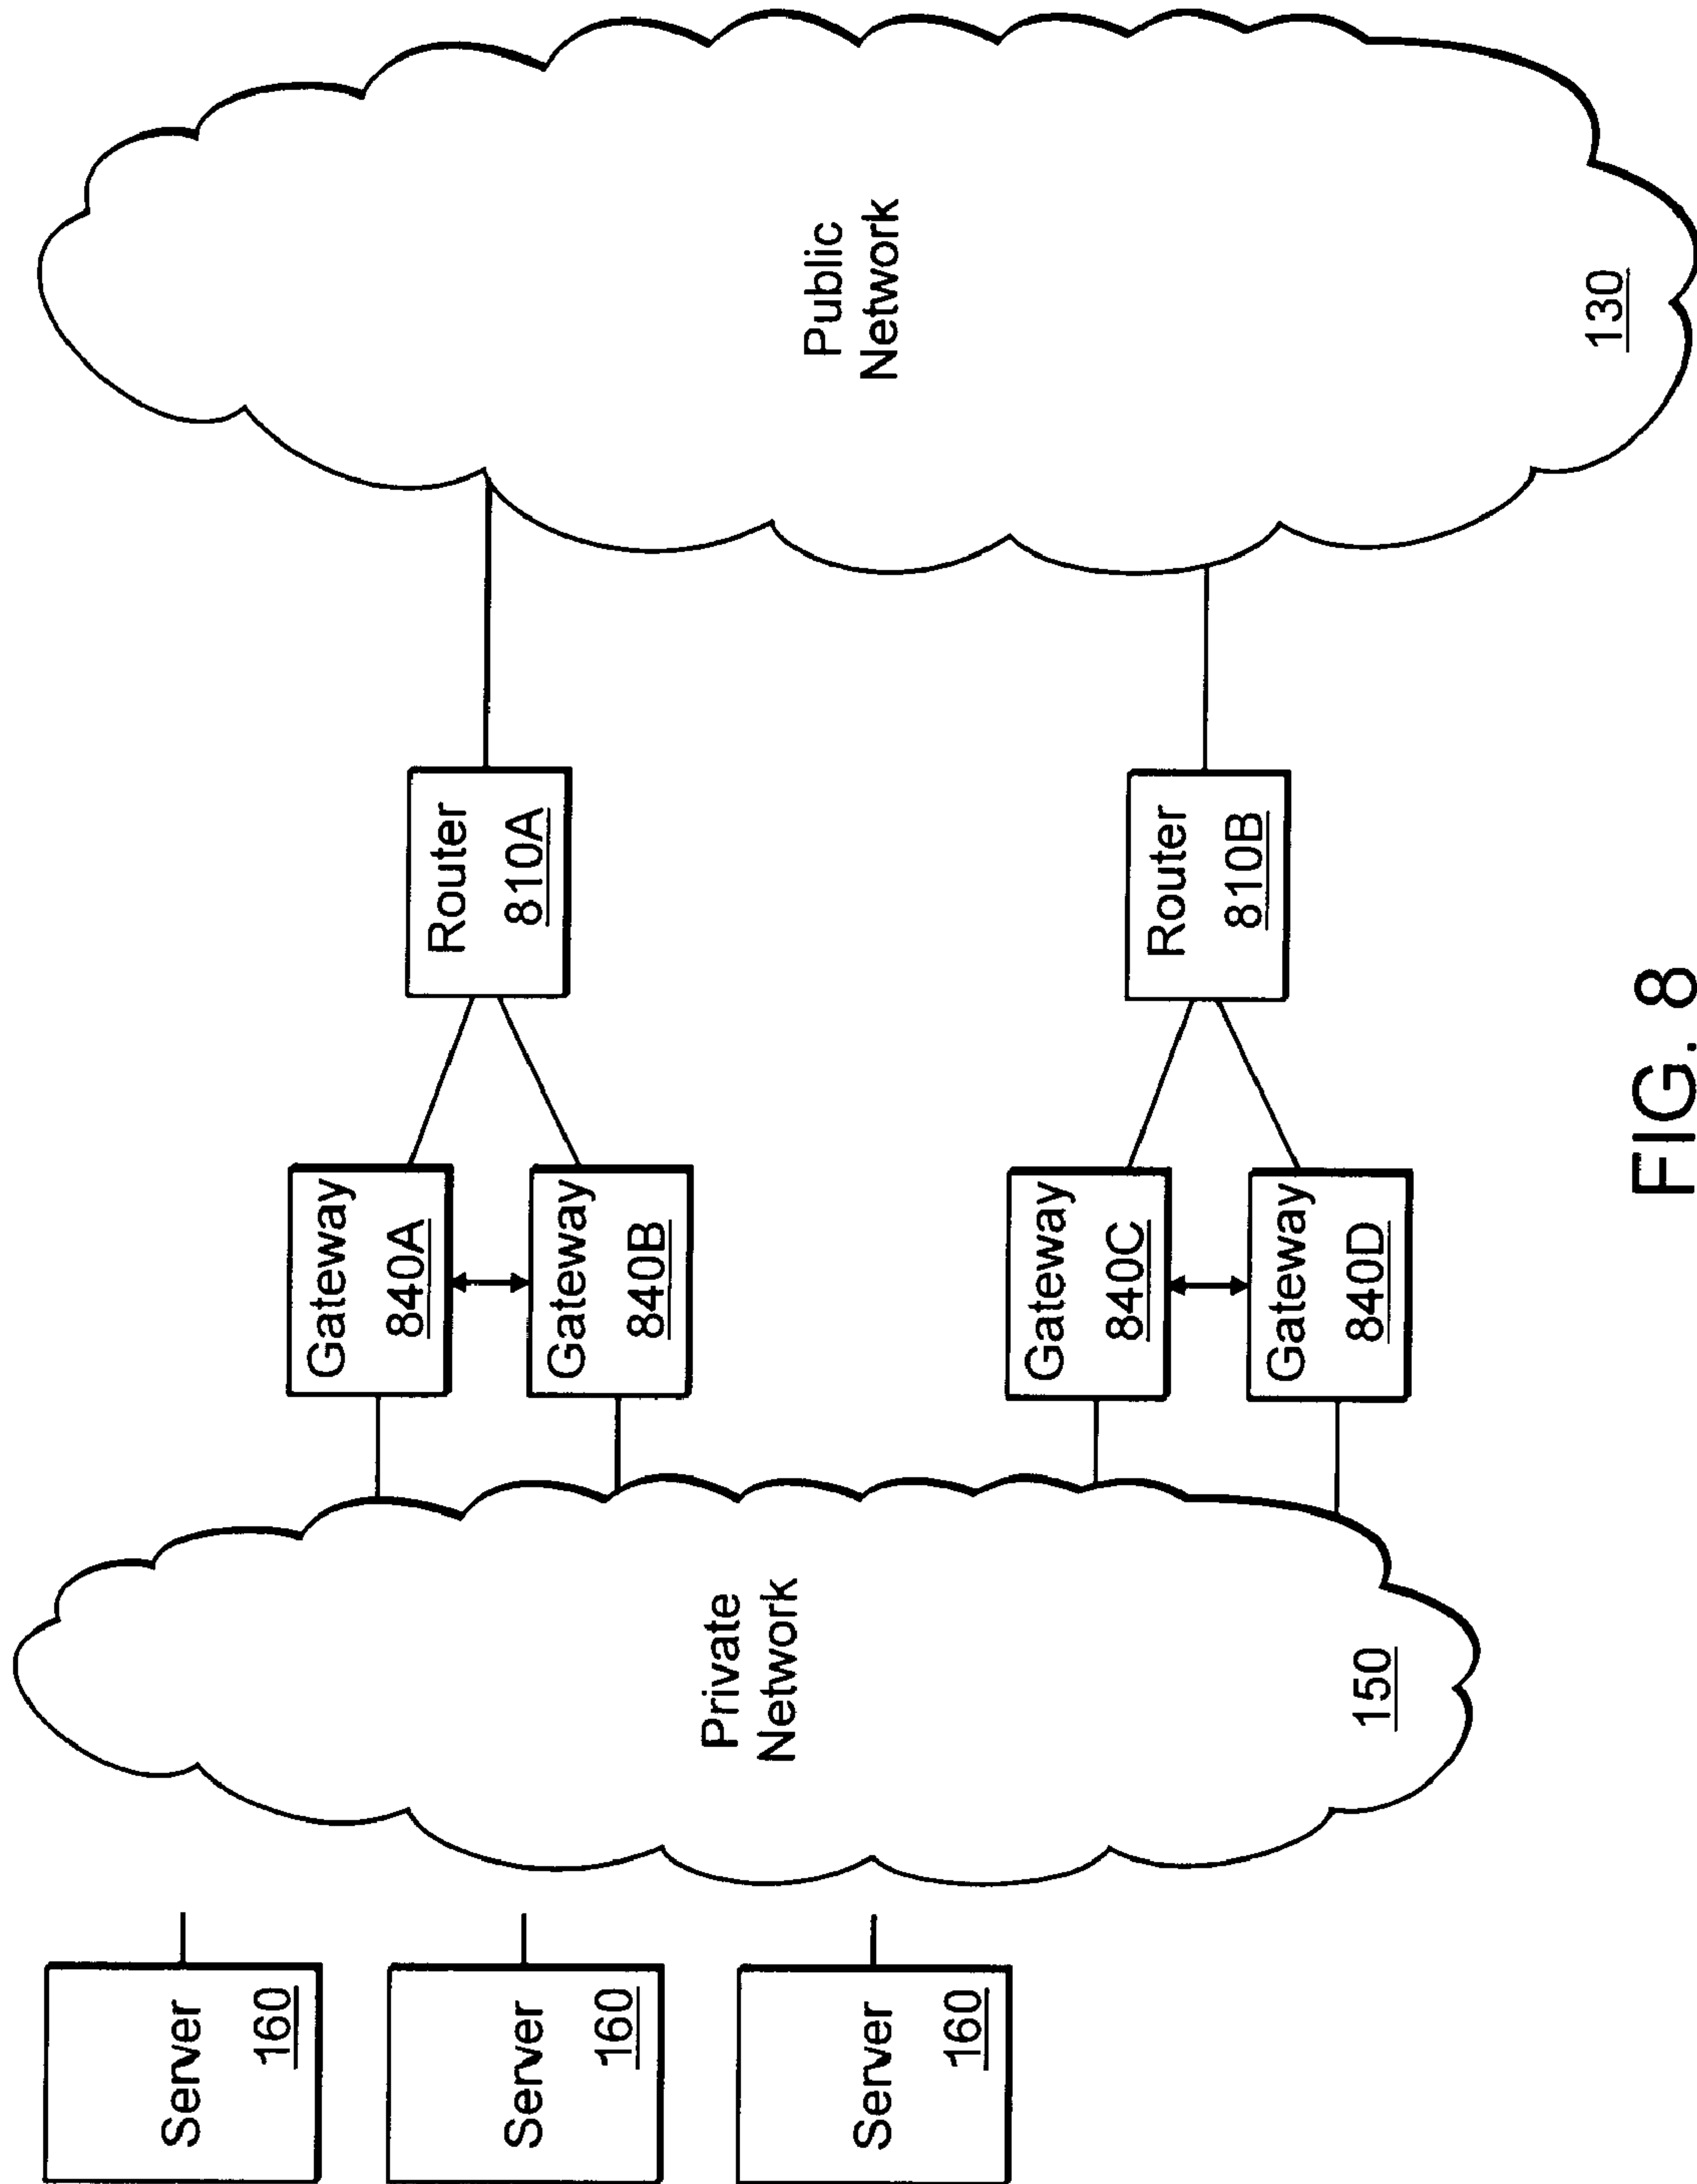 Public
Network
130
Router
810A
Router
810B
Gateway
840A
Gateway
840B
Gateway
840C
Gateway
840D
Private
Network
150
Server
160
Server
160
Server
160
FIG. 8